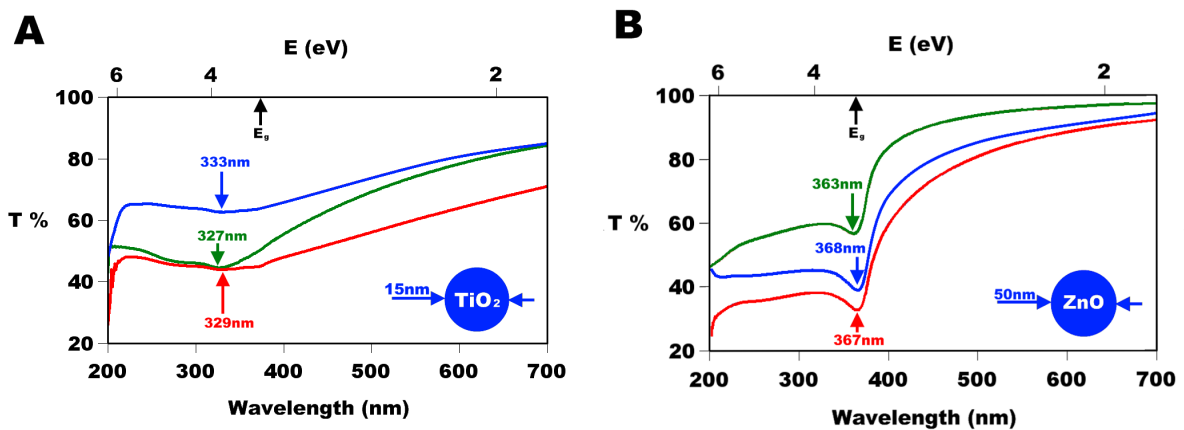 A
E (eV)
6 4 2
100
80
60
40
20
T %
E₉
333nm
327nm
329nm
15nm
TiO₂
200 300 400 500 600 700
Wavelength (nm)
B
E (eV)
6 4 2
100
80
60
40
20
T %
E₉
363nm
368nm
367nm
50nm
ZnO
200 300 400 500 600 700
Wavelength (nm)